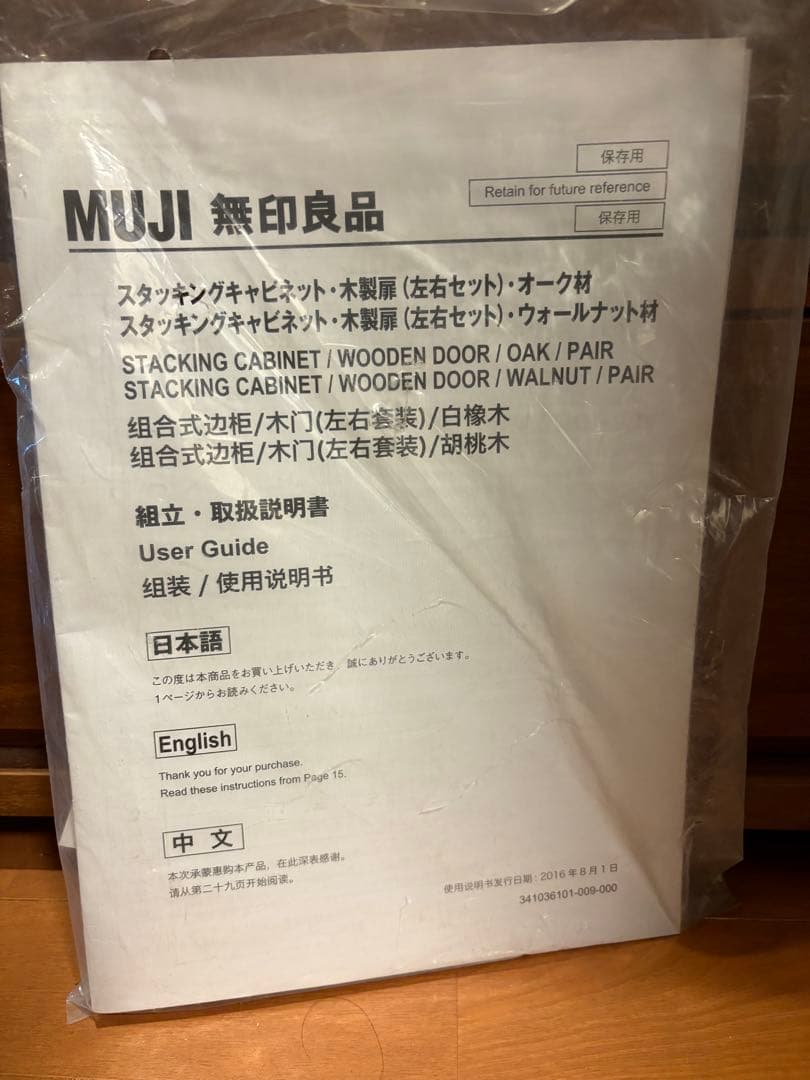 保存用
Retain for future reference
保存用
MUJI 無印良品
スタッキングキャビネット・木製扉(左右セット)・オーク材
スタッキングキャビネット・木製扉(左右セット)・ウォールナット材
STACKING CABINET / WOODEN DOOR / OAK / PAIR
STACKING CABINET / WOODEN DOOR / WALNUT / PAIR
组合式边柜/木门(左右套装)/白橡木
组合式边柜/木门(左右套装)/胡桃木
組立・取扱説明書
User Guide
组装 / 使用说明书
日本語
この度は本商品をお買い上げいただき、誠にありがとうございます。
1ページからお読みください。
English
Thank you for your purchase.
Read these instructions from Page 15.
中 文
本次承蒙惠购本产品，在此深表感谢。
请从第二十九页开始阅读。
使用说明书发行日期：2016 年 8 月 1 日
341036101-009-000